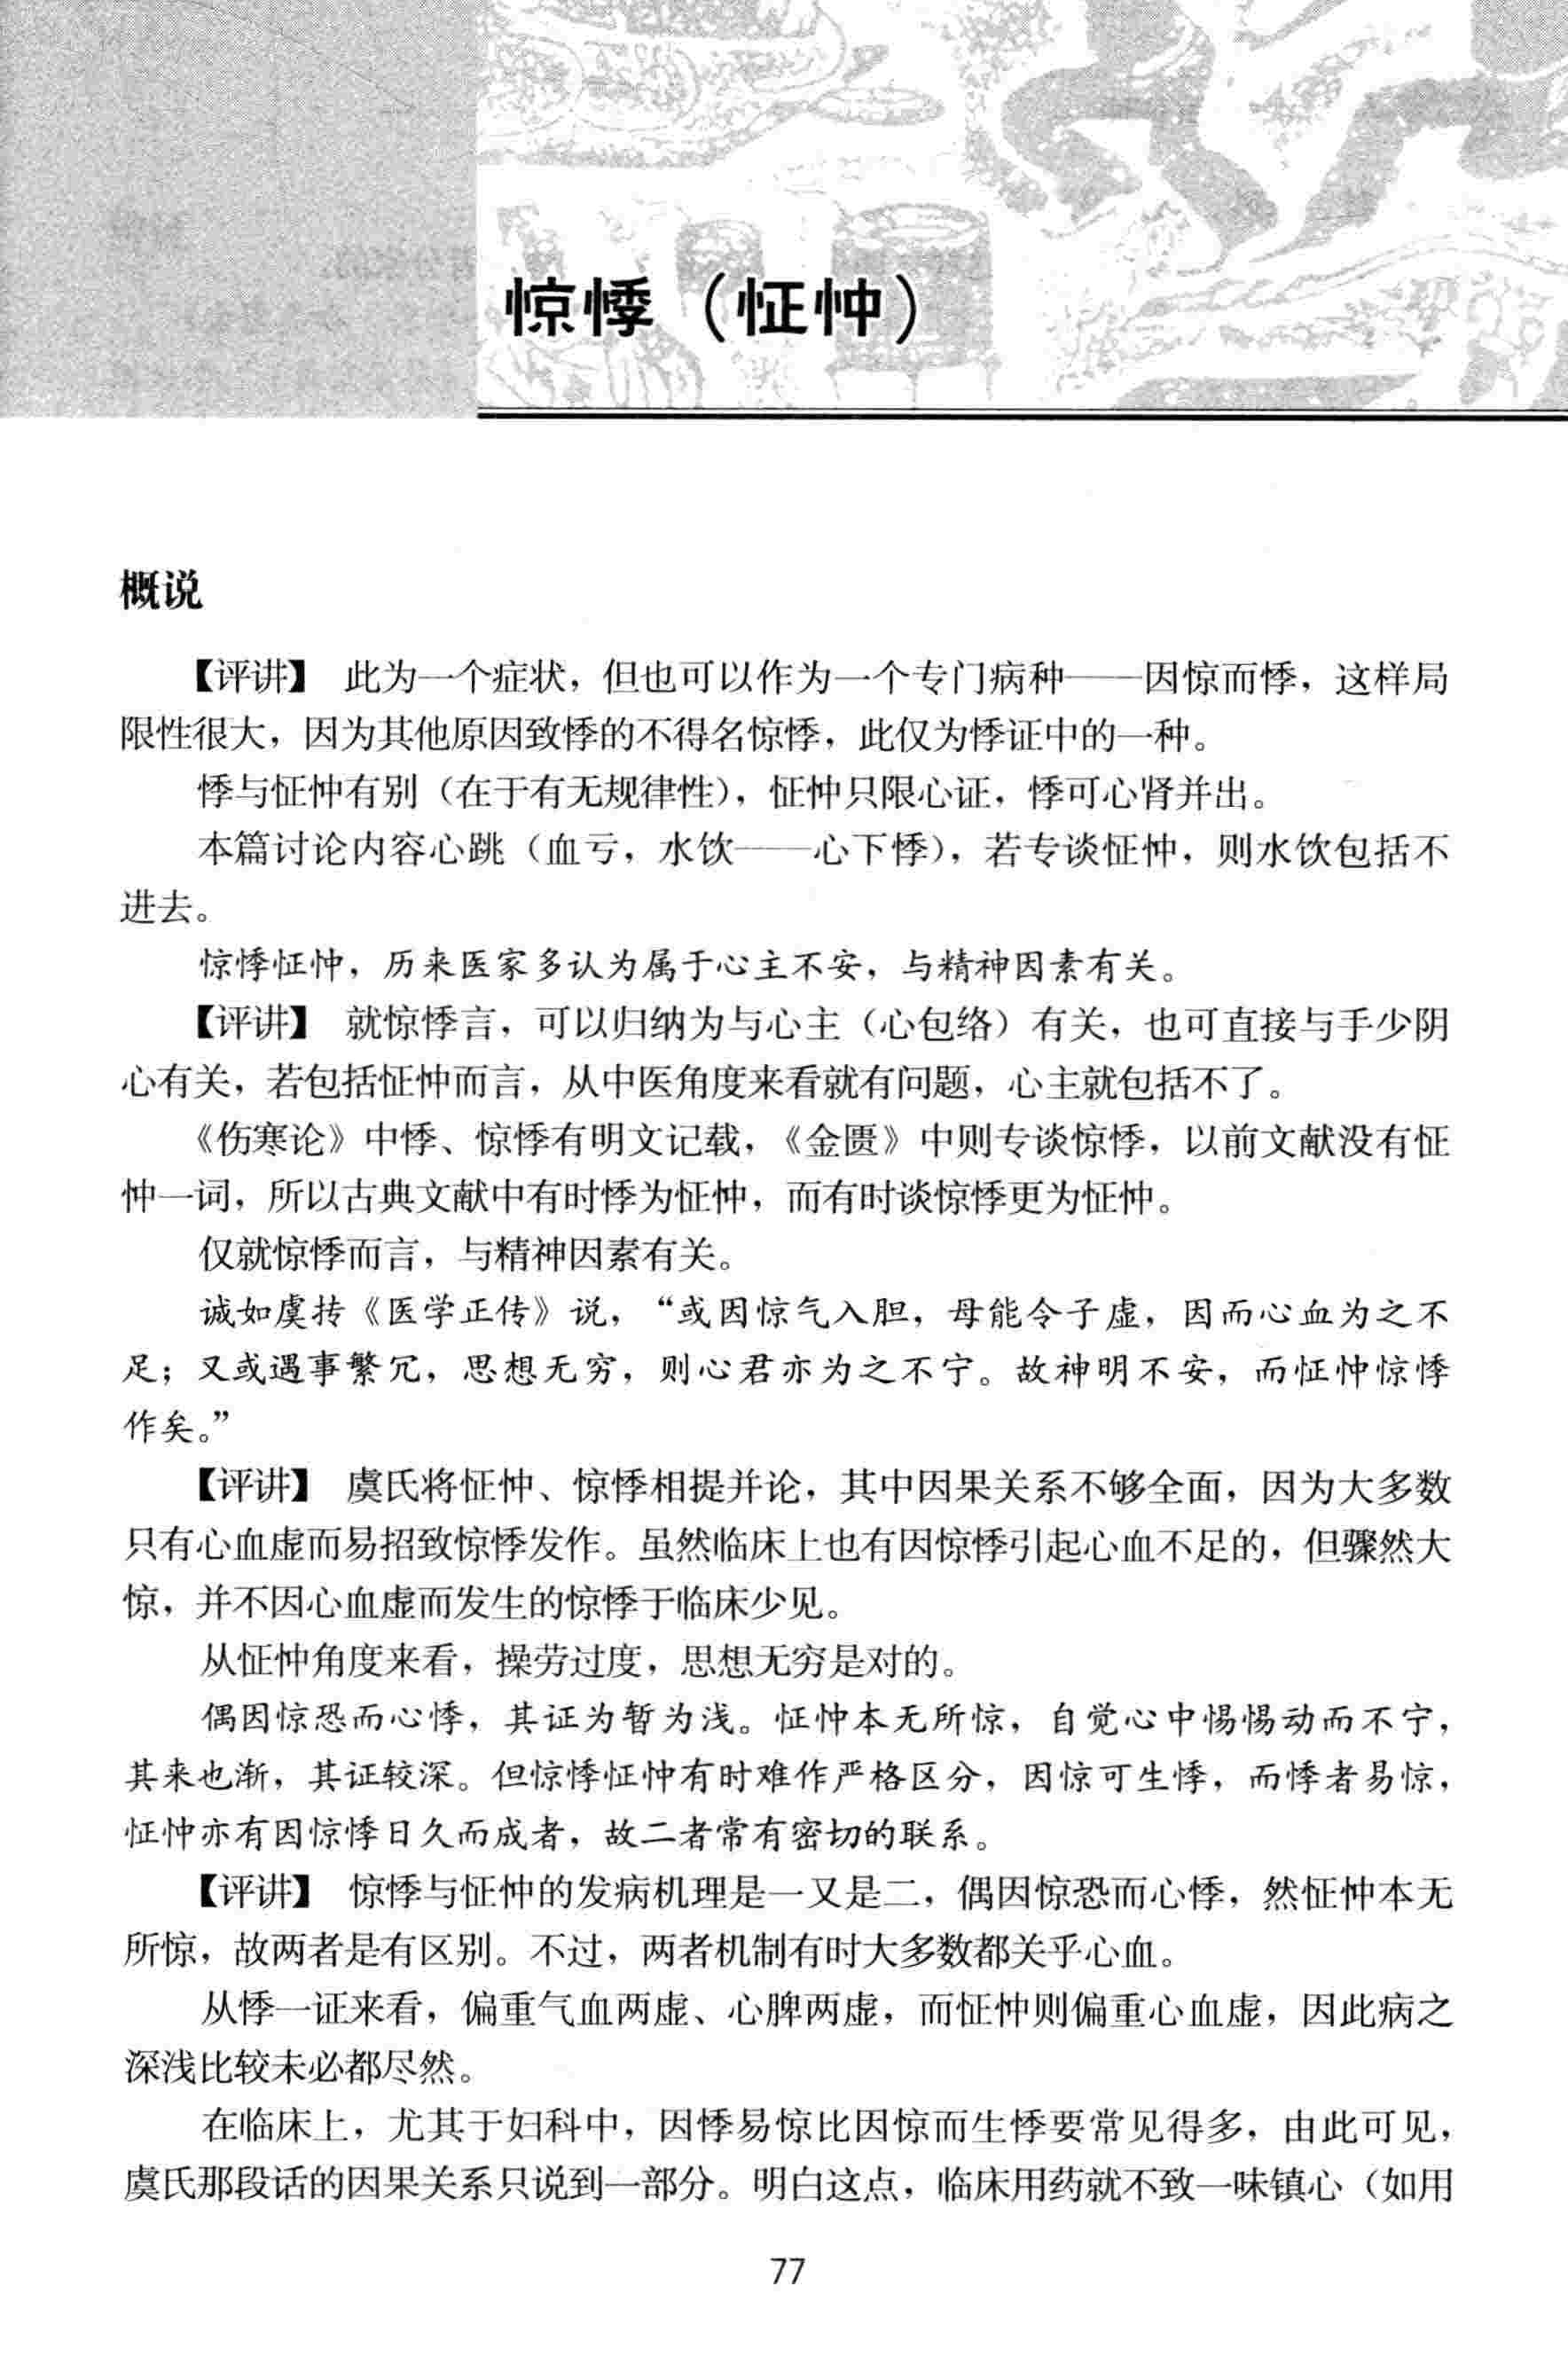 惊悸（怔忡）
概说
【评讲】 此为一个症状，但也可以作为一个专门病种——因惊而悸，这样局
限性很大，因为其他原因致悸的不得名惊悸，此仅为悸证中的一种。
悸与怔忡有别（在于有无规律性），怔忡只限心证，悸可心肾并出。
本篇讨论内容心跳（血亏，水饮——心下悸），若专谈怔忡，则水饮包括不
进去。
惊悸怔忡，历来医家多认为属于心主不安，与精神因素有关。
【评讲】 就惊悸言，可以归纳为与心主（心包络）有关，也可直接与手少阴
心有关，若包括怔忡而言，从中医角度来看就有问题，心主就包括不了。
《伤寒论》中悸、惊悸有明文记载，《金匮》中则专谈惊悸，以前文献没有怔
忡一词，所以古典文献中有时悸为怔忡，而有时谈惊悸更为怔忡。
仅就惊悸而言，与精神因素有关。
诚如虞抟《医学正传》说，“或因惊气入胆，母能令子虚，因而心血为之不
足；又或遇事繁冗，思想无穷，则心君亦为之不宁。故神明不安，而怔忡惊悸
作矣。”
【评讲】 虞氏将怔忡、惊悸相提并论，其中因果关系不够全面，因为大多数
只有心血虚而易招致惊悸发作。虽然临床上也有因惊悸引起心血不足的，但骤然大
惊，并不因心血虚而发生的惊悸于临床少见。
从怔忡角度来看，操劳过度，思想无穷是对的。
偶因惊恐而心悸，其证为暂为浅。怔忡本无所惊，自觉心中惕惕动而不宁，
其来也渐，其证较深。但惊悸怔忡有时难作严格区分，因惊可生悸，而悸者易惊，
怔忡亦有因惊悸日久而成者，故二者常有密切的联系。
【评讲】 惊悸与怔忡的发病机理是一又是二，偶因惊恐而心悸，然怔忡本无
所惊，故两者是有区别。不过，两者机制有时大多数都关乎心血。
从悸一证来看，偏重气血两虚、心脾两虚，而怔忡则偏重心血虚，因此病之
深浅比较未必都尽然。
在临床上，尤其于妇科中，因悸易惊比因惊而生悸要常见得多，由此可见，
虞氏那段话的因果关系只说到一部分。明白这点，临床用药就不致一味镇心（如用
77